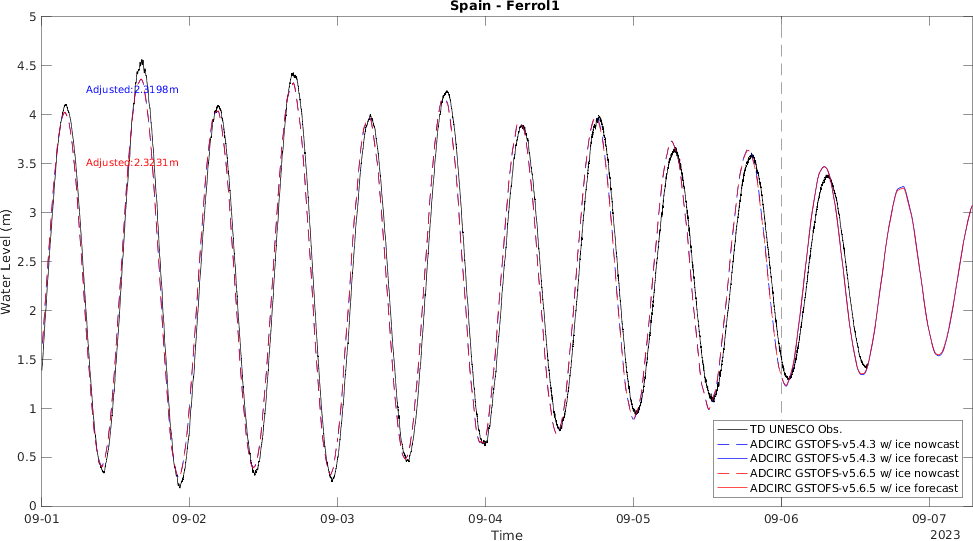 Spain - Ferrol1
5
4.5
4
3.5
3
2.5
2
1.5
1
0.5
0
Water Level (m)
Adjusted:2.3198m
Adjusted:2.3231m
TD UNESCO Obs.
ADCIRC GSTOFS-v5.4.3 w/ ice nowcast
ADCIRC GSTOFS-v5.4.3 w/ ice forecast
ADCIRC GSTOFS-v5.6.5 w/ ice nowcast
ADCIRC GSTOFS-v5.6.5 w/ ice forecast
09-01 09-02 09-03 09-04 09-05 09-06 09-07
Time
2023